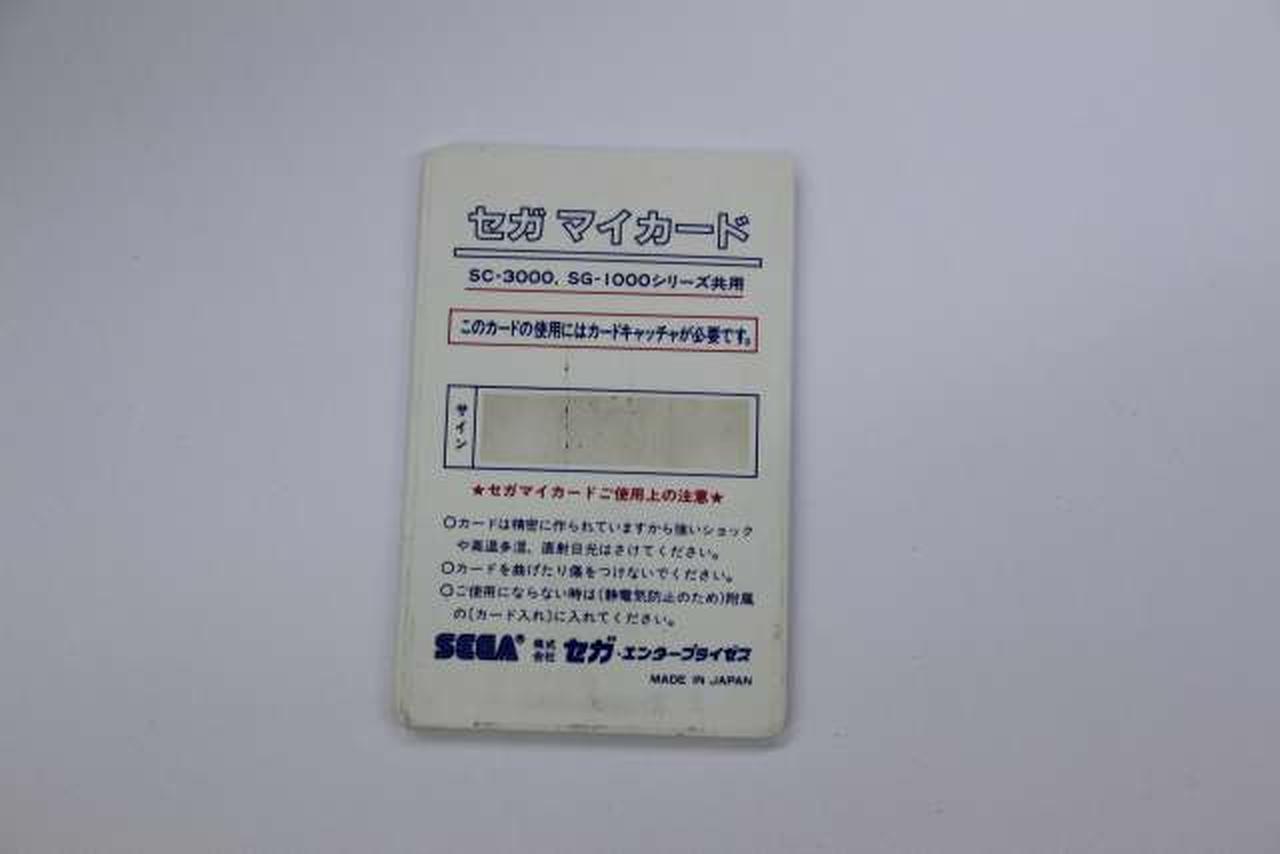 セガ マイカード
SC-3000, SG-1000シリーズ共用
このカードの使用にはカードキャッチャが必要です。
サイン
★セガマイカードご使用上の注意★
○カードは精密に作られていますから強いショック
や高温多湿、直射日光はさけてください。
○カードを曲げたり傷をつけないでください。
○ご使用にならない時は(静電気防止のため)附属
の(カード入れ)に入れてください。
SEGA® 株式会社 セガ・エンタープライゼス
MADE IN JAPAN